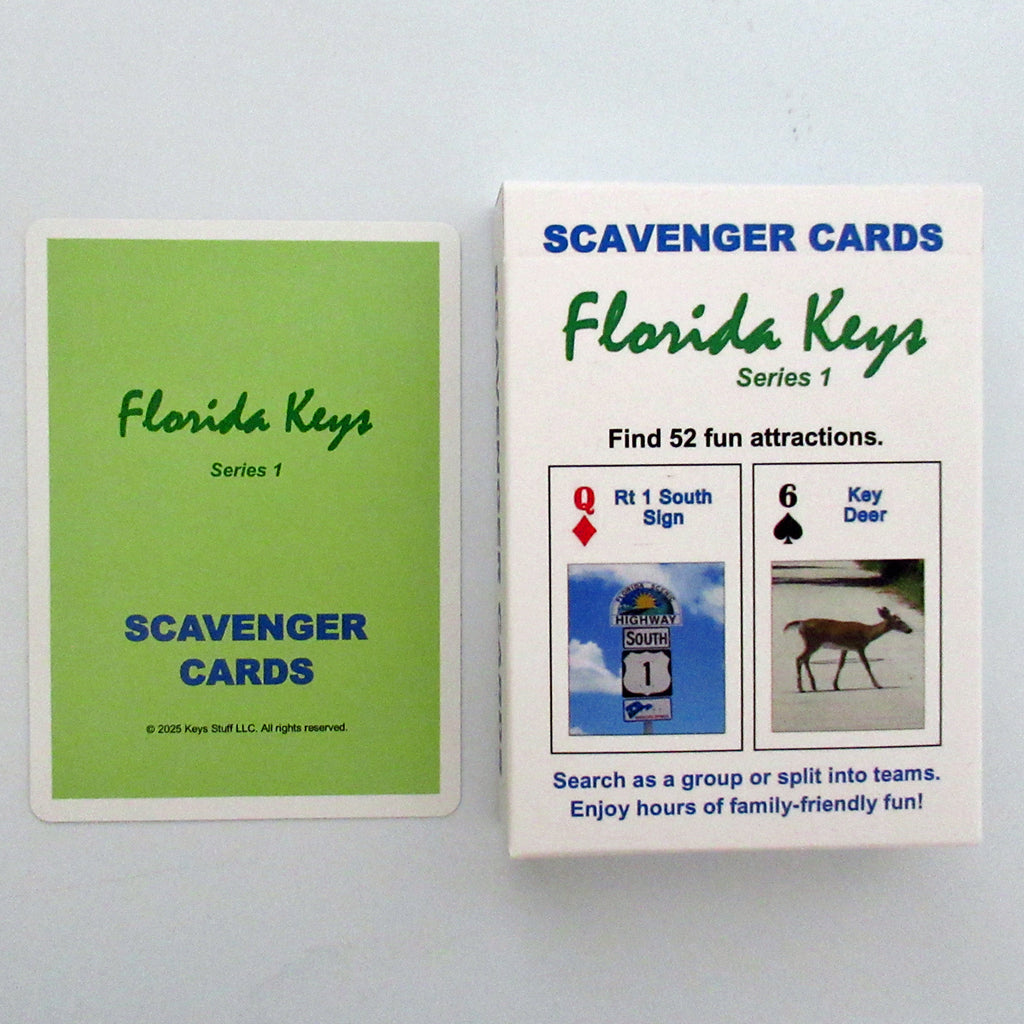 Florida Keys
Series 1
SCAVENGER
CARDS
© 2025 Keys Stuff LLC. All rights reserved.
SCAVENGER CARDS
Florida Keys
Series 1
Find 52 fun attractions.
Q
Rt 1 South
Sign
FLORIDA SCENIC
HIGHWAY
SOUTH
1
6
Key
Deer
Search as a group or split into teams.
Enjoy hours of family-friendly fun!